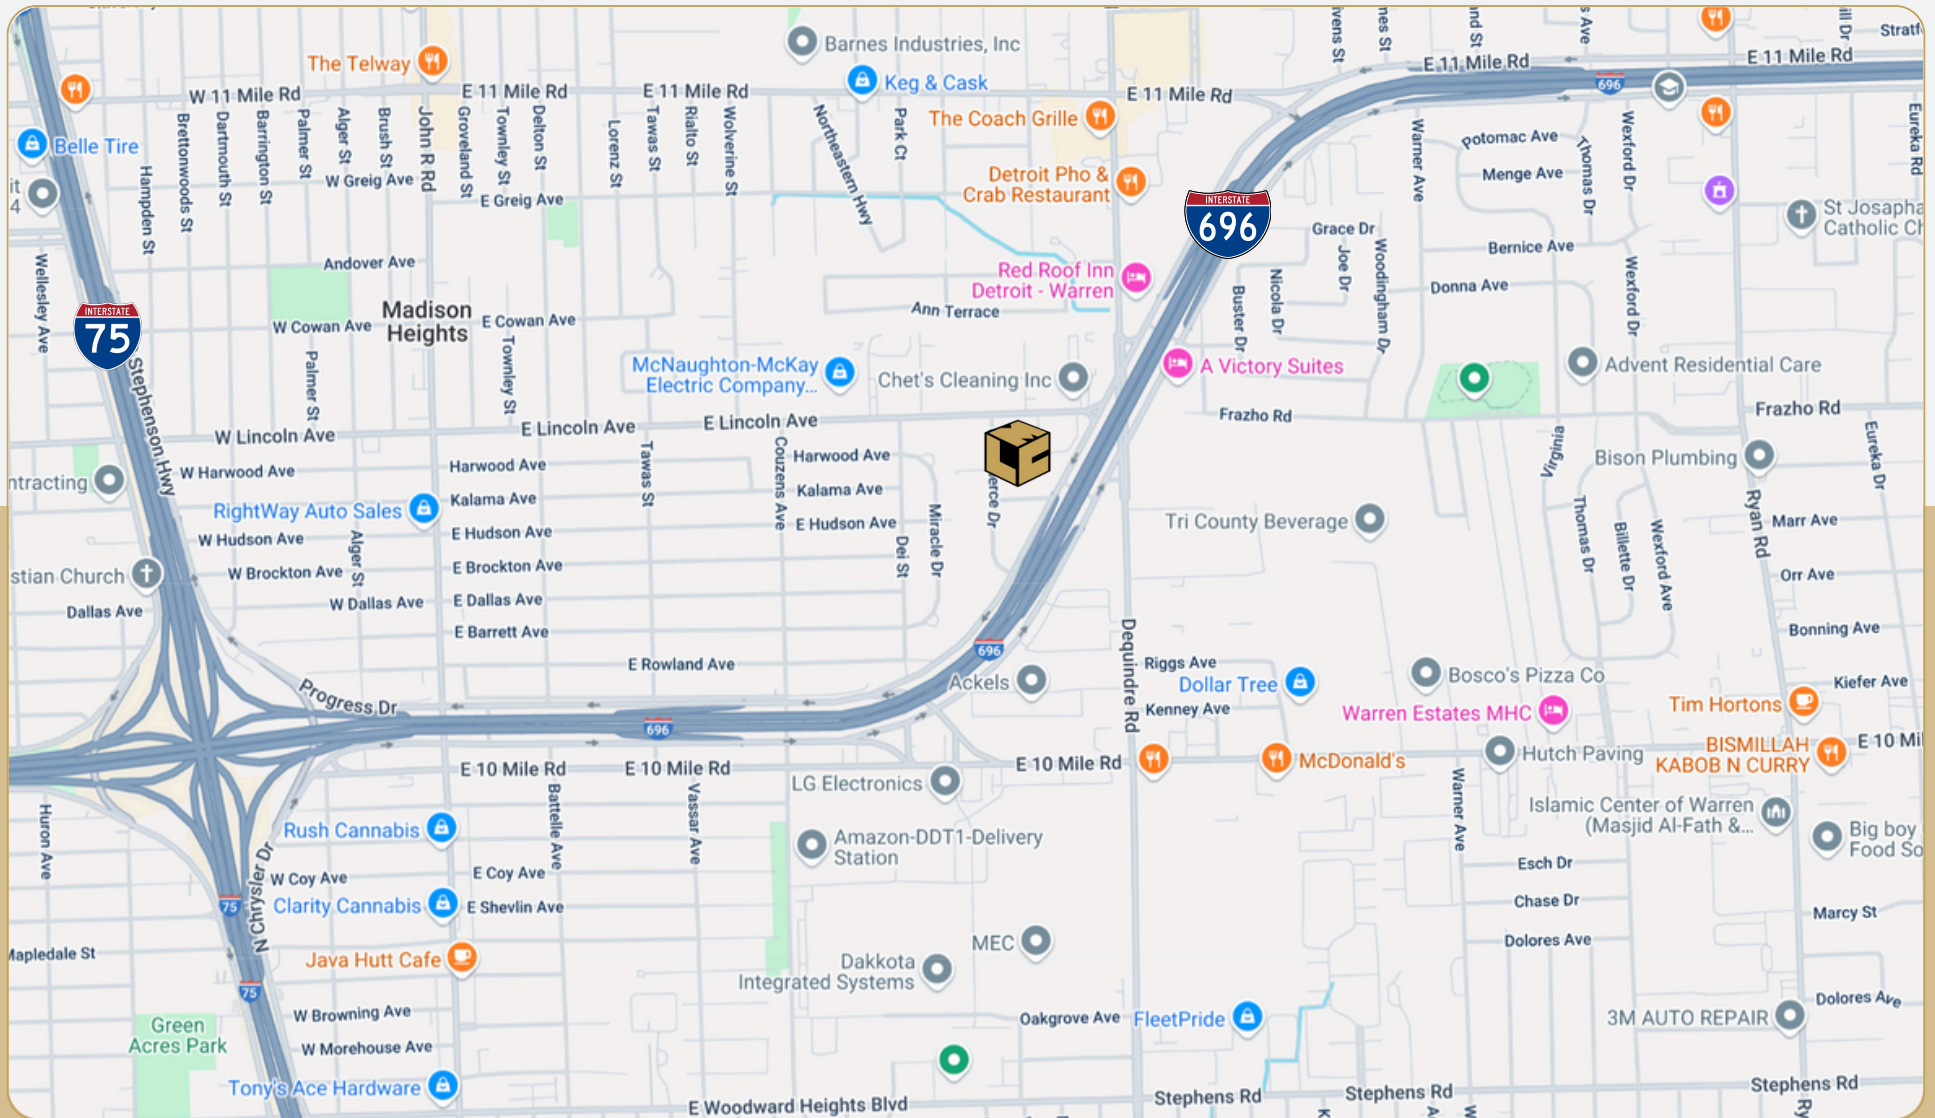 Barnes Industries, Inc
The Telway
Keg & Cask
W 11 Mile Rd
E 11 Mile Rd
E 11 Mile Rd
E 11 Mile Rd
E 11 Mile Rd
E 11 Mile Rd
696
The Coach Grille
Belle Tire
Hampden St
Brettonwoods St
Dartmouth St
Barrington St
Palmer St
Alger St
Brush St
John R Rd
Groveland St
Townley St
Delton St
Lorenz St
Tawas St
Rialto St
Wolverine St
Northeastern Hwy
Park Ct
W Greig Ave
E Greig Ave
Detroit Pho &
Crab Restaurant
INTERSTATE
696
Warner Ave
Potomac Ave
Menge Ave
Thomas Dr
Wexford Dr
Eureka Rd
Bernice Ave
Donna Ave
Wexford Dr
Grace Dr
Joe Dr
Woodingham Dr
Nicola Dr
Buster Dr
St Josapha
Catholic Ch
Wellesley Ave
Andover Ave
Madison
Heights
W Cowan Ave
E Cowan Ave
Palmer St
Townley St
INTERSTATE
75
Stephenson Hwy
Red Roof Inn
Detroit - Warren
Ann Terrace
McNaughton-McKay
Electric Company...
Chet's Cleaning Inc
A Victory Suites
Advent Residential Care
Frazho Rd
Frazho Rd
W Lincoln Ave
E Lincoln Ave
E Lincoln Ave
W Harwood Ave
Harwood Ave
Harwood Ave
Kalama Ave
Kalama Ave
Tawas St
Couzens Ave
ntracting
RightWay Auto Sales
W Hudson Ave
E Hudson Ave
E Hudson Ave
Alger St
W Brockton Ave
E Brockton Ave
Dei St
Miracle Dr
erce Dr
stian Church
Dallas Ave
W Dallas Ave
E Dallas Ave
E Barrett Ave
E Rowland Ave
Tri County Beverage
Virginia
Bison Plumbing
Eureka Dr
Ryan Rd
Marr Ave
Thomas Dr
Billette Dr
Wexford Ave
Orr Ave
Bonning Ave
Kiefer Ave
Progress Dr
696
696
Ackels
Dequindre Rd
Riggs Ave
Dollar Tree
Kenney Ave
Bosco's Pizza Co
Warren Estates MHC
Tim Hortons
Hutch Paving
BISMILLAH
KABOB N CURRY
E 10 Mil
E 10 Mile Rd
E 10 Mile Rd
E 10 Mile Rd
McDonald's
LG Electronics
Huron Ave
Rush Cannabis
Battelle Ave
Vassar Ave
Amazon-DDT1-Delivery
Station
Warner Ave
Islamic Center of Warren
(Masjid Al-Fath &...
Big boy
Food So
Esch Dr
Chase Dr
Dolores Ave
Marcy St
Dolores Ave
N Chrysler Dr
75
75
W Coy Ave
E Coy Ave
Clarity Cannabis
E Shevlin Ave
Mapledale St
Java Hutt Cafe
MEC
Dakkota
Integrated Systems
W Browning Ave
Oakgrove Ave
FleetPride
3M AUTO REPAIR
Green
Acres Park
W Morehouse Ave
Tony's Ace Hardware
E Woodward Heights Blvd
Stephens Rd
Stephens Rd
Stephens Rd